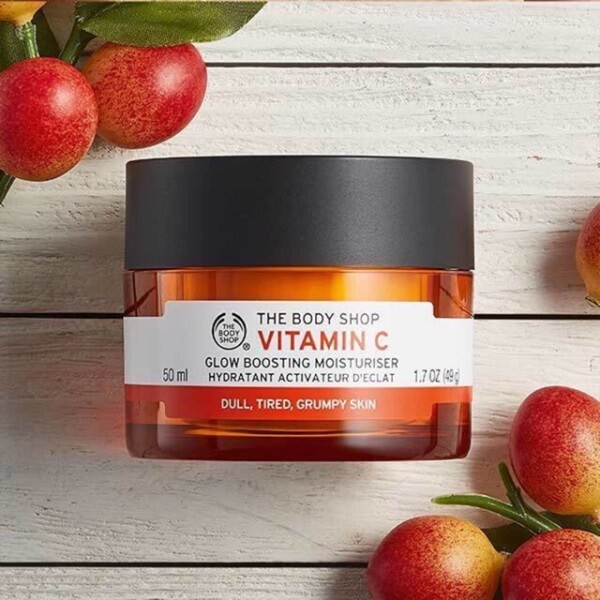 THE
BODY
SHOP
®
THE BODY SHOP
VITAMIN C
GLOW BOOSTING MOISTURISER
50 ml
HYDRATANT ACTIVATEUR D'ECLAT
1.7 OZ (49g)
DULL, TIRED, GRUMPY SKIN